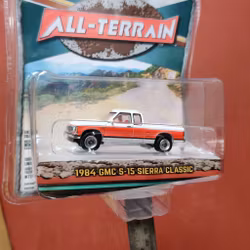 ALL-TERRAIN
1984 GMC S-15 SIERRA CLASSIC